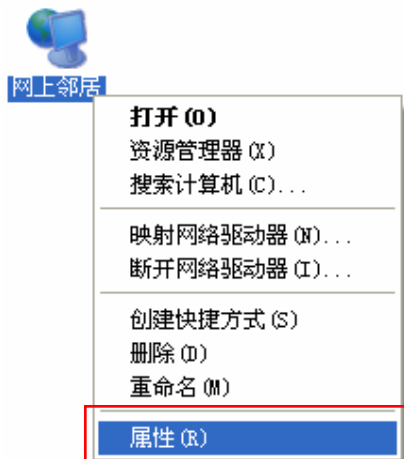 网上邻居
打开(O)
资源管理器(X)
搜索计算机(C)...
映射网络驱动器(N)...
断开网络驱动器(I)...
创建快捷方式(S)
删除(D)
重命名(M)
属性(R)